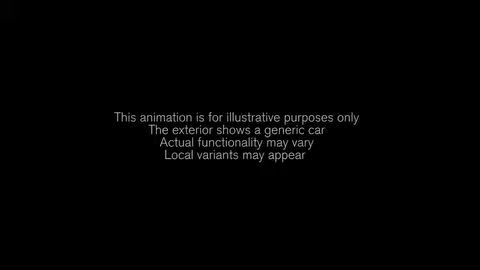 This animation is for illustrative purposes only
The exterior shows a generic car
Actual functionality may vary
Local variants may appear